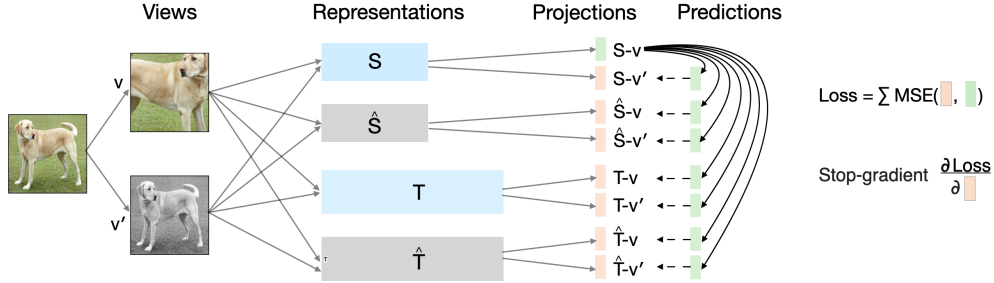 Views Representations Projections Predictions
v
v′
S
Ŝ
T
T
T̂
S-v
S-v′
Ŝ-v
Ŝ-v′
T-v
T-v′
T̂-v
T̂-v′
Loss = ∑ MSE( , )
Stop-gradient ∂ Loss
∂